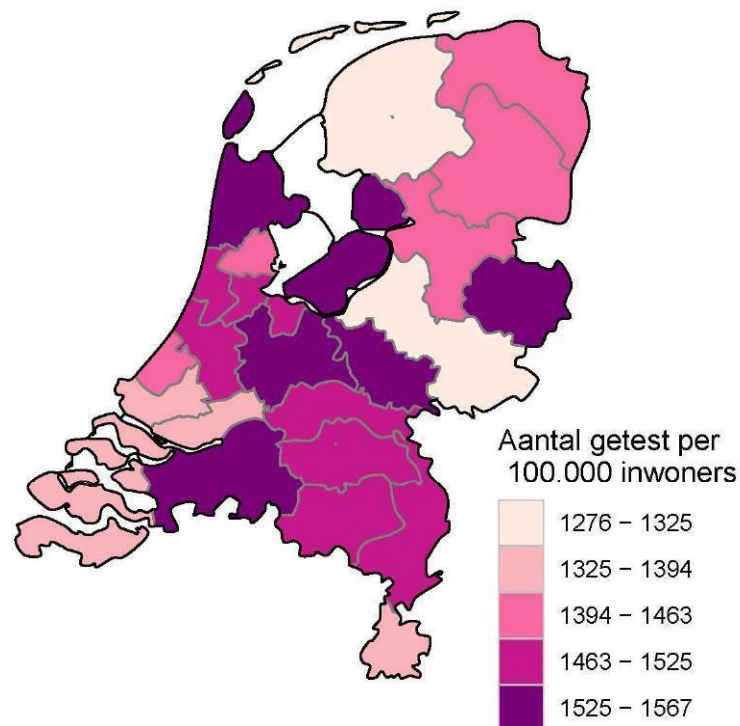 Aantal getest per
100.000 inwoners
1276 − 1325
1325 − 1394
1394 − 1463
1463 − 1525
1525 − 1567